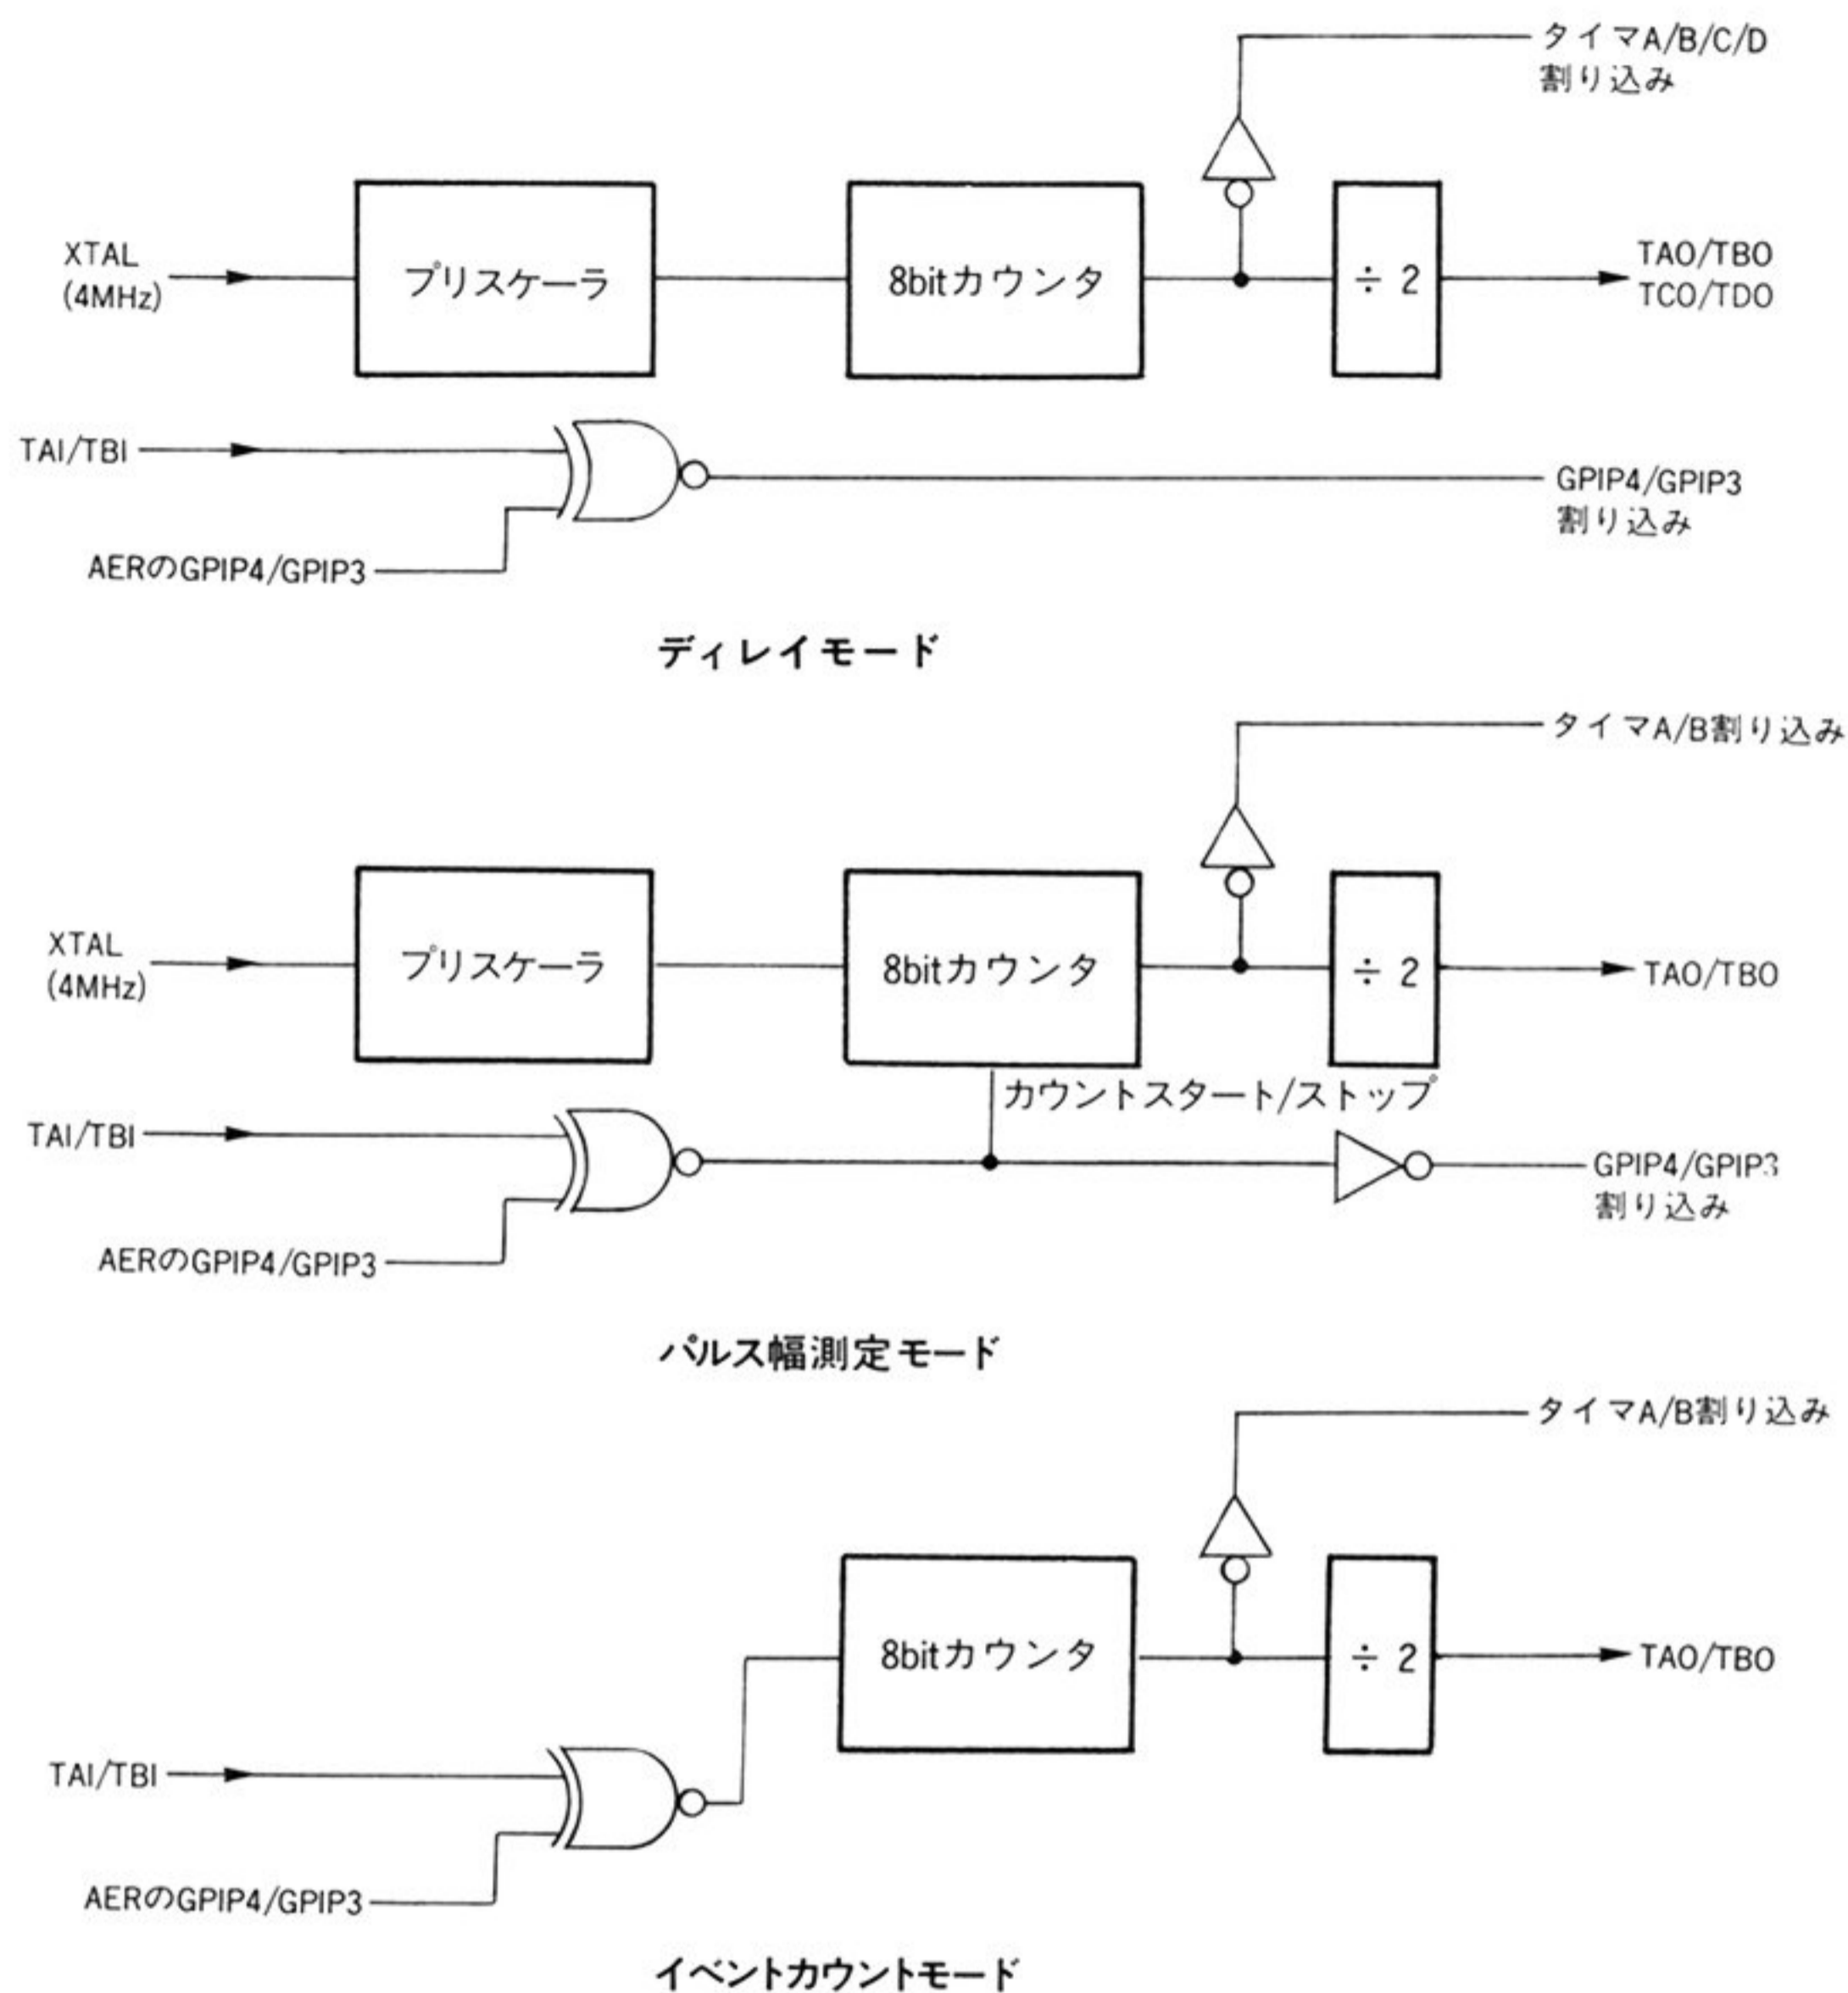 タイマA/B/C/D
割り込み
XTAL
(4MHz)
プリスケーラ
8bitカウンタ
÷ 2
TAO/TBO
TCO/TDO
TAI/TBI
GPIP4/GPIP3
割り込み
AERのGPIP4/GPIP3
ディレイモード
タイマA/B割り込み
XTAL
(4MHz)
プリスケーラ
8bitカウンタ
÷ 2
TAO/TBO
カウントスタート/ストップ
TAI/TBI
GPIP4/GPIP3
割り込み
AERのGPIP4/GPIP3
パルス幅測定モード
タイマA/B割り込み
8bitカウンタ
÷ 2
TAO/TBO
TAI/TBI
AERのGPIP4/GPIP3
イベントカウントモード